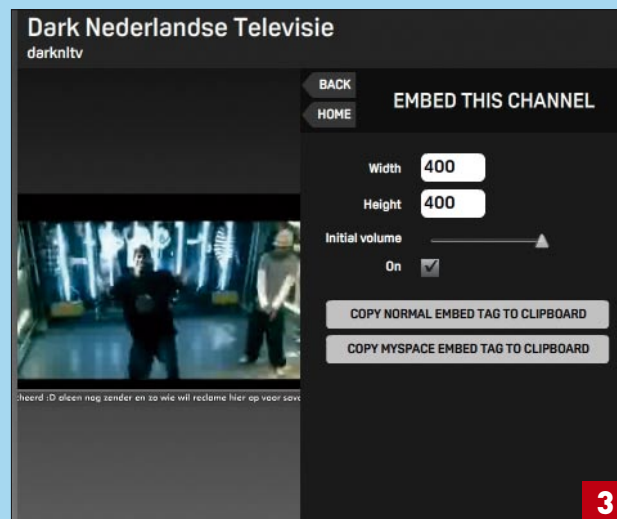 Dark Nederlandse Televisie
darknltv
BACK
HOME
EMBED THIS CHANNEL
Width 400
Height 400
Initial volume
On
COPY NORMAL EMBED TAG TO CLIPBOARD
COPY MYSPACE EMBED TAG TO CLIPBOARD
cheerd :D aleen nog zender en zo wie wil reclame hier op voor
3